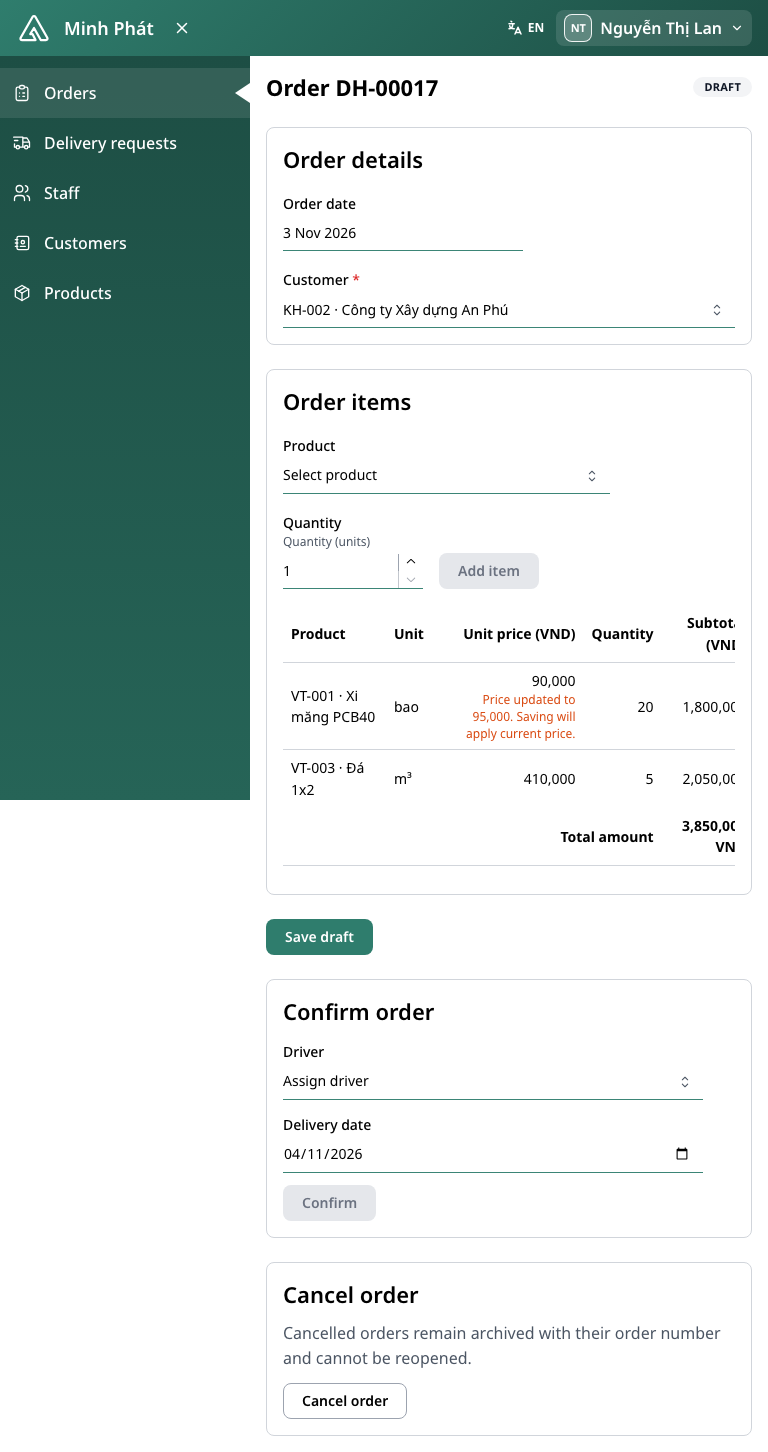 Minh Phát
EN
NT
Nguyễn Thị Lan
Orders
Delivery requests
Staff
Customers
Products
Order DH-00017
DRAFT
Order details
Order date
3 Nov 2026
Customer *
KH-002 · Công ty Xây dựng An Phú
Order items
Product
Select product
Quantity
Quantity (units)
1
Add item
Product Unit Unit price (VND) Quantity
VT-001 · Xi
măng PCB40
bao
90,000
Price updated to
95,000. Saving will
apply current price.
20
VT-003 · Đá
1x2
m³
410,000
5
Total amount
Save draft
Confirm order
Driver
Assign driver
Delivery date
04/11/2026
Confirm
Cancel order
Cancelled orders remain archived with their order number
and cannot be reopened.
Cancel order